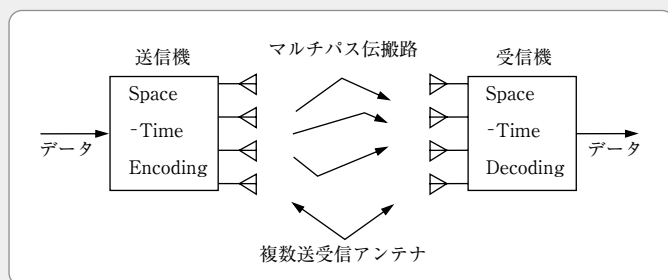 マルチパス伝搬路
送信機
受信機
Space
-Time
Encoding
データ
Space
-Time
Decoding
データ
複数送受信アンテナ